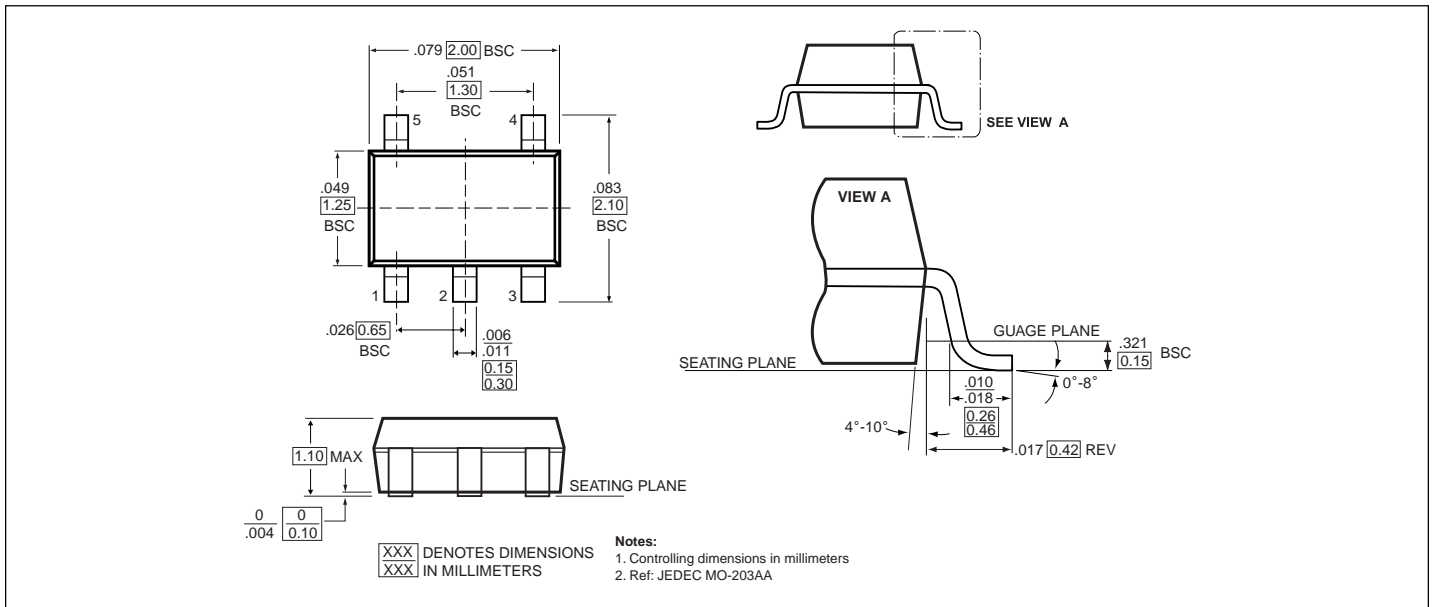 .079 2.00 BSC
.051
1.30
BSC
5
4
.049
1.25
BSC
.083
2.10
BSC
1
2
3
.026 0.65
BSC
.006
.011
0.15
0.30
SEE VIEW A
VIEW A
GUAGE PLANE
.321
0.15
BSC
SEATING PLANE
0°-8°
.010
.018
0.26
0.46
4°-10°
.017 0.42 REV
1.10 MAX
SEATING PLANE
0
.004
0
0.10
XXX DENOTES DIMENSIONS
XXX IN MILLIMETERS
Notes:
1. Controlling dimensions in millimeters
2. Ref: JEDEC MO-203AA